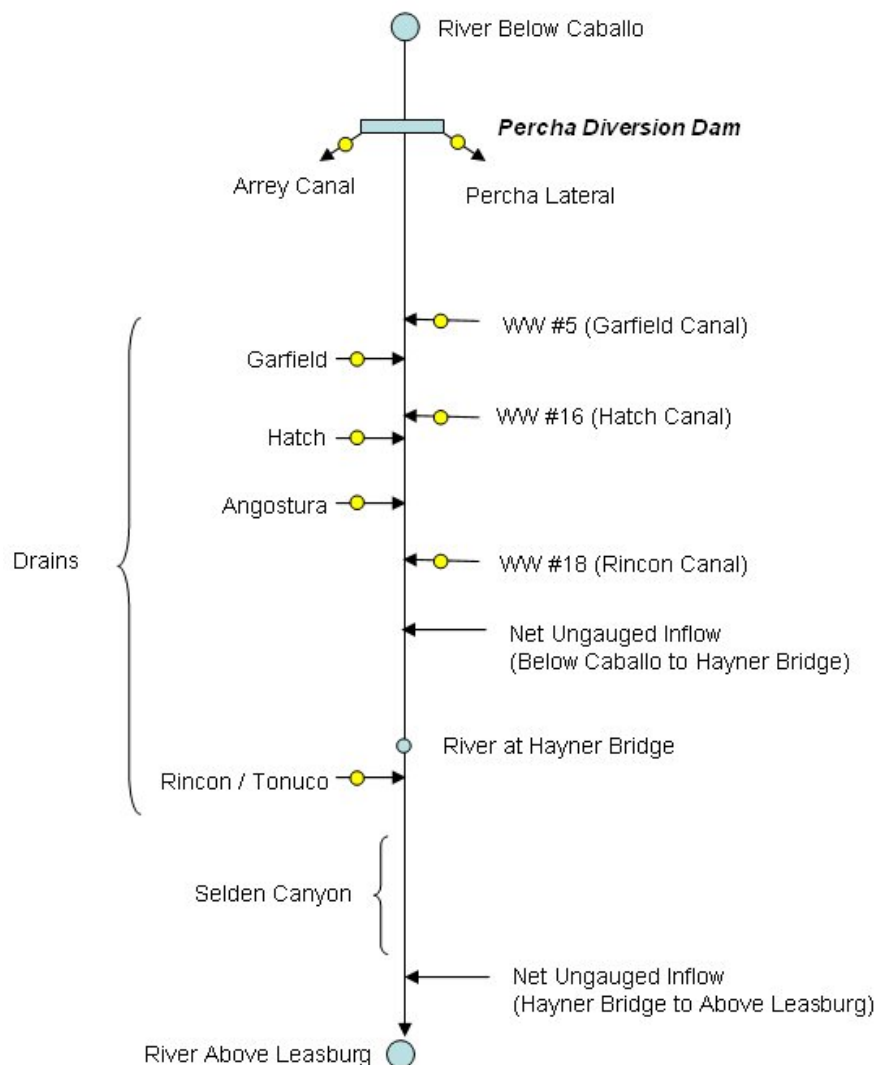 River Below Caballo
Percha Diversion Dam
Arrey Canal
Percha Lateral
WW #5 (Garfield Canal)
Garfield
WW #16 (Hatch Canal)
Hatch
Angostura
Drains
WW #18 (Rincon Canal)
Net Ungauged Inflow
(Below Caballo to Hayner Bridge)
River at Hayner Bridge
Rincon / Tonuco
Selden Canyon
Net Ungauged Inflow
(Hayner Bridge to Above Leasburg)
River Above Leasburg